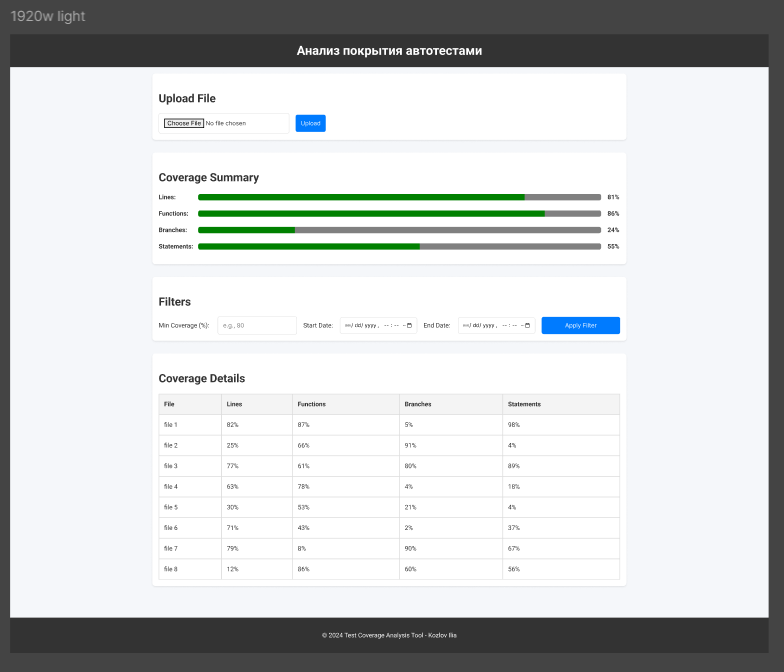 1920w light
Анализ покрытия автотестами
Upload File
Choose File No file chosen Upload
Coverage Summary
Lines: 81%
Functions: 86%
Branches: 24%
Statements: 55%
Filters
Min Coverage (%): e.g., 80 Start Date: mm/dd/yyyy, --:-- -- End Date: mm/dd/yyyy, --:-- -- Apply Filter
Coverage Details
File Lines Functions Branches Statements
file 1 82% 87% 5% 98%
file 2 25% 66% 91% 4%
file 3 77% 61% 80% 89%
file 4 63% 78% 4% 18%
file 5 30% 53% 21% 4%
file 6 71% 43% 2% 37%
file 7 79% 8% 90% 67%
file 8 12% 86% 60% 56%
© 2024 Test Coverage Analysis Tool - Kozlov Ilia